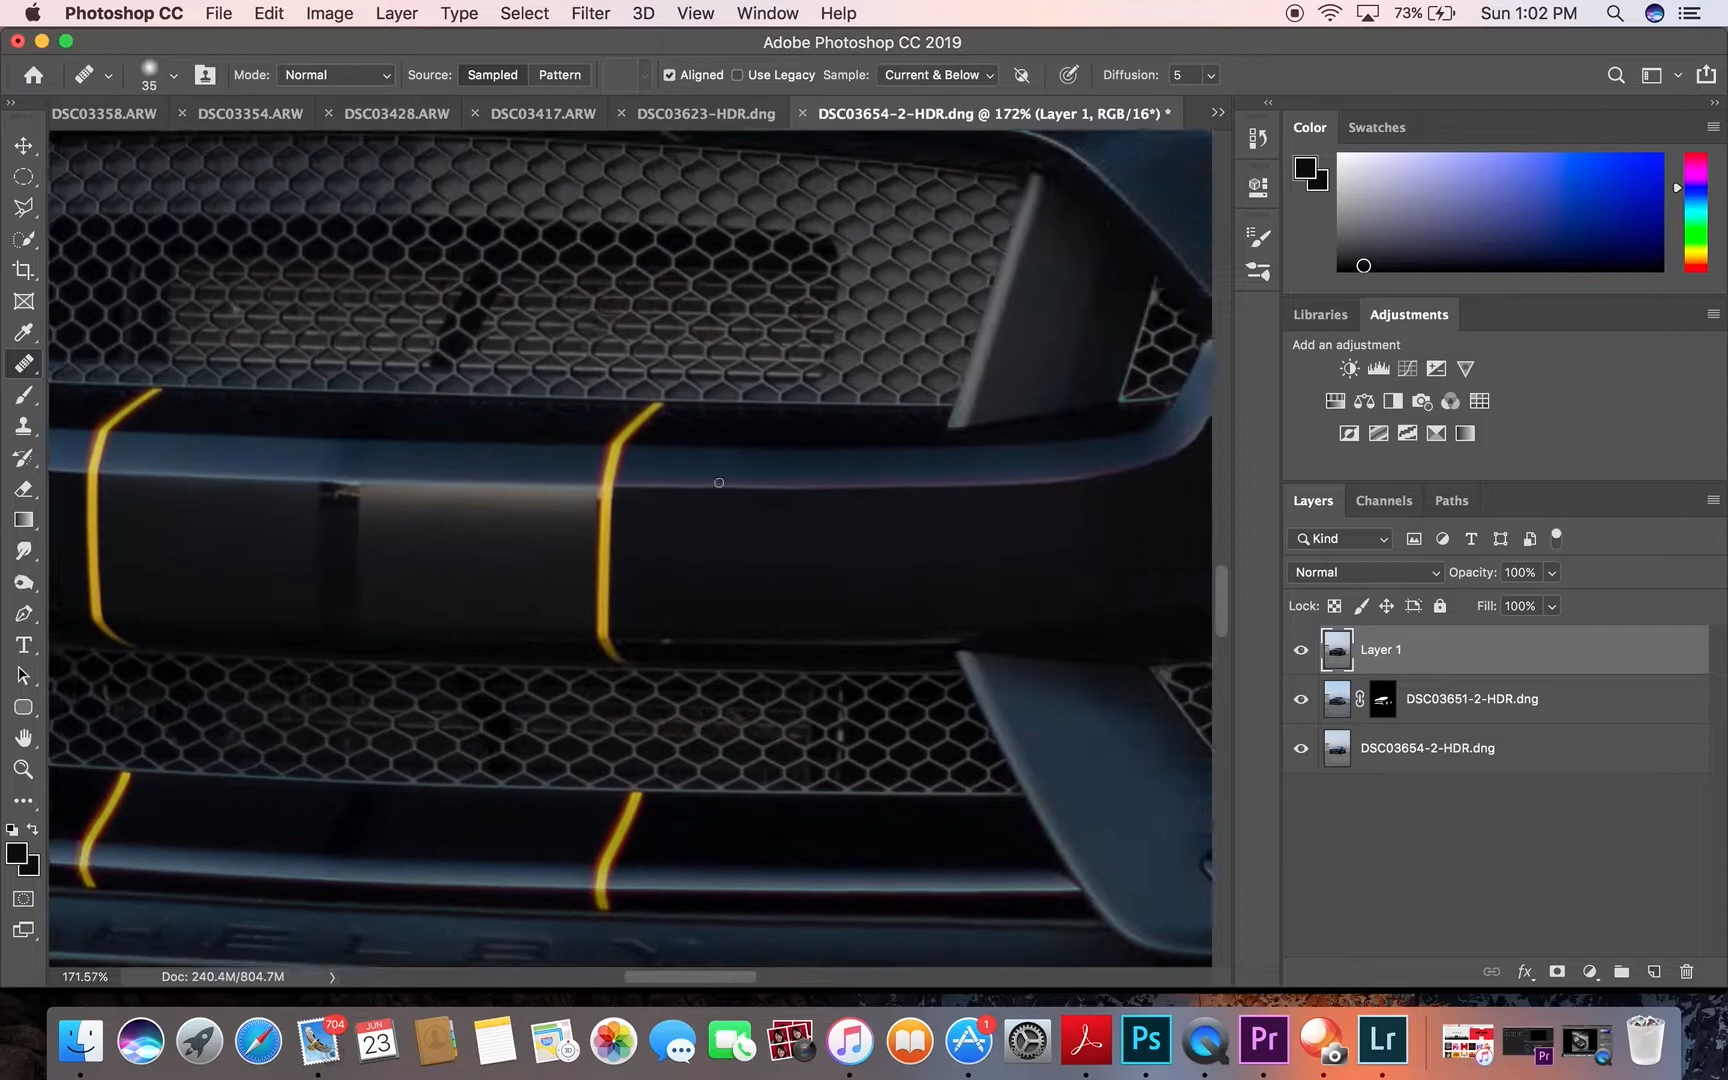 Photoshop CC File Edit Image Layer Type Select Filter 3D View Window Help 73% Sun 1:02 PM
Adobe Photoshop CC 2019
35 Mode: Normal Source: Sampled Pattern Aligned Use Legacy Sample: Current & Below Diffusion: 5
DSC03358.ARW × DSC03354.ARW × DSC03428.ARW × DSC03417.ARW × DSC03623-HDR.dng × DSC03654-2-HDR.dng @ 172% (Layer 1, RGB/16*) *
Color Swatches
Libraries Adjustments
Add an adjustment
Layers Channels Paths
Kind
Normal Opacity: 100%
Lock: Fill: 100%
Layer 1
DSC03651-2-HDR.dng
DSC03654-2-HDR.dng
171.57% Doc: 240.4M/804.7M
fx
704
JUN
23
1
Ps
Pr
Lr
Pr